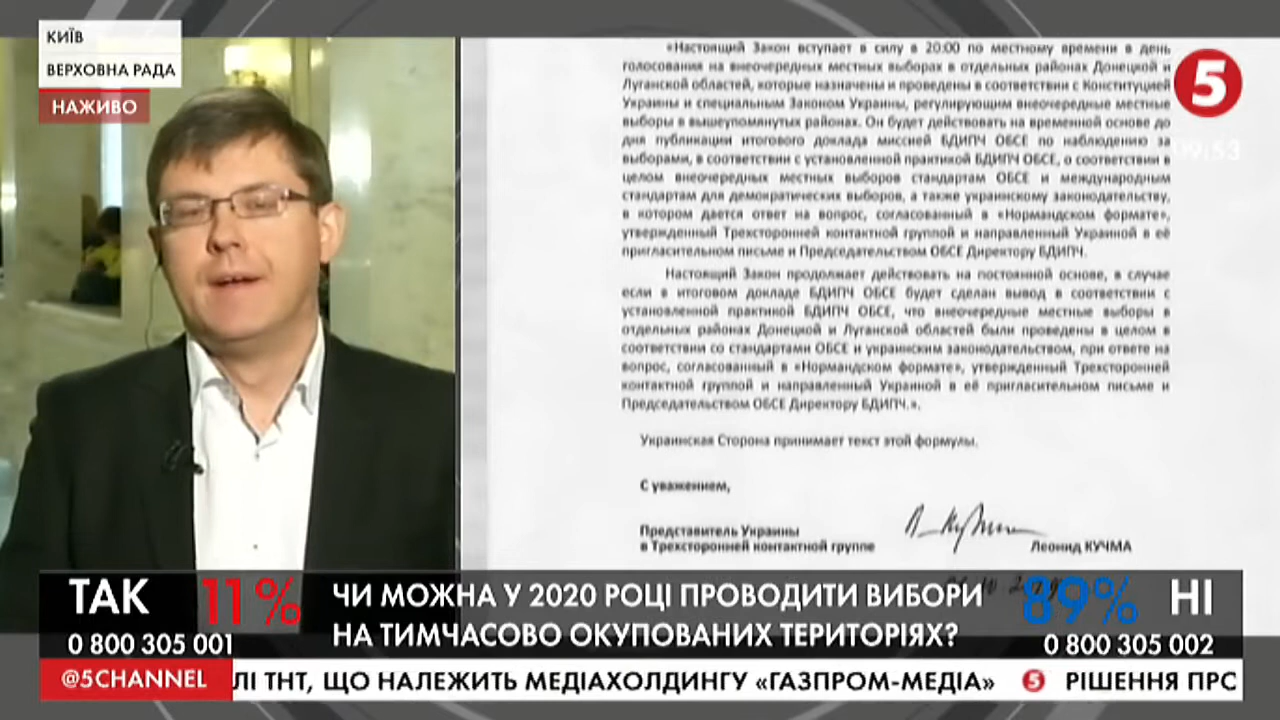 КИЇВ
ВЕРХОВНА РАДА
НАЖИВО
«Настоящий Закон вступает в силу в 20:00 по местному времени в день
голосования на внеочередных местных выборах в отдельных районах Донецкой и
Луганской областей, которые назначены и проведены в соответствии с Конституцией
Украины и специальным Законом Украины, регулирующим внеочередные местные
выборы в вышеупомянутых районах. Он будет действовать на временной основе до
дня публикации итогового доклада миссией БДИПЧ ОБСЕ по наблюдению за
выборами, в соответствии с установленной практикой БДИПЧ ОБСЕ, о соответствии в
целом внеочередных местных выборов стандартам ОБСЕ и международным
стандартам для демократических выборов, а также украинскому законодательству,
в котором дается ответ на вопрос, согласованный в «Нормандском формате»,
утвержденный Трехсторонней контактной группой и направленный Украиной в её
пригласительном письме и Председательством ОБСЕ Директору БДИПЧ.
Настоящий Закон продолжает действовать на постоянной основе, в случае
если в итоговом докладе БДИПЧ ОБСЕ будет сделан вывод в соответствии с
установленной практикой БДИПЧ ОБСЕ, что внеочередные местные выборы в
отдельных районах Донецкой и Луганской областей были проведены в целом в
соответствии со стандартами ОБСЕ и украинским законодательством, при ответе на
вопрос, согласованный в «Нормандском формате», утвержденный Трехсторонней
контактной группой и направленный Украиной в её пригласительном письме и
Председательством ОБСЕ Директору БДИПЧ.».
Украинская Сторона принимает текст этой формулы.
С уважением,
Представитель Украины
в Трехсторонней контактной группе
Леонид КУЧМА
5
09:53
ТАК 11% ЧИ МОЖНА У 2020 РОЦІ ПРОВОДИТИ ВИБОРИ 89% НІ
0 800 305 001 НА ТИМЧАСОВО ОКУПОВАНИХ ТЕРИТОРІЯХ? 0 800 305 002
@5CHANNEL ЛІ ТНТ, ЩО НАЛЕЖИТЬ МЕДІАХОЛДИНГУ «ГАЗПРОМ-МЕДІА» 5 РІШЕННЯ ПРС